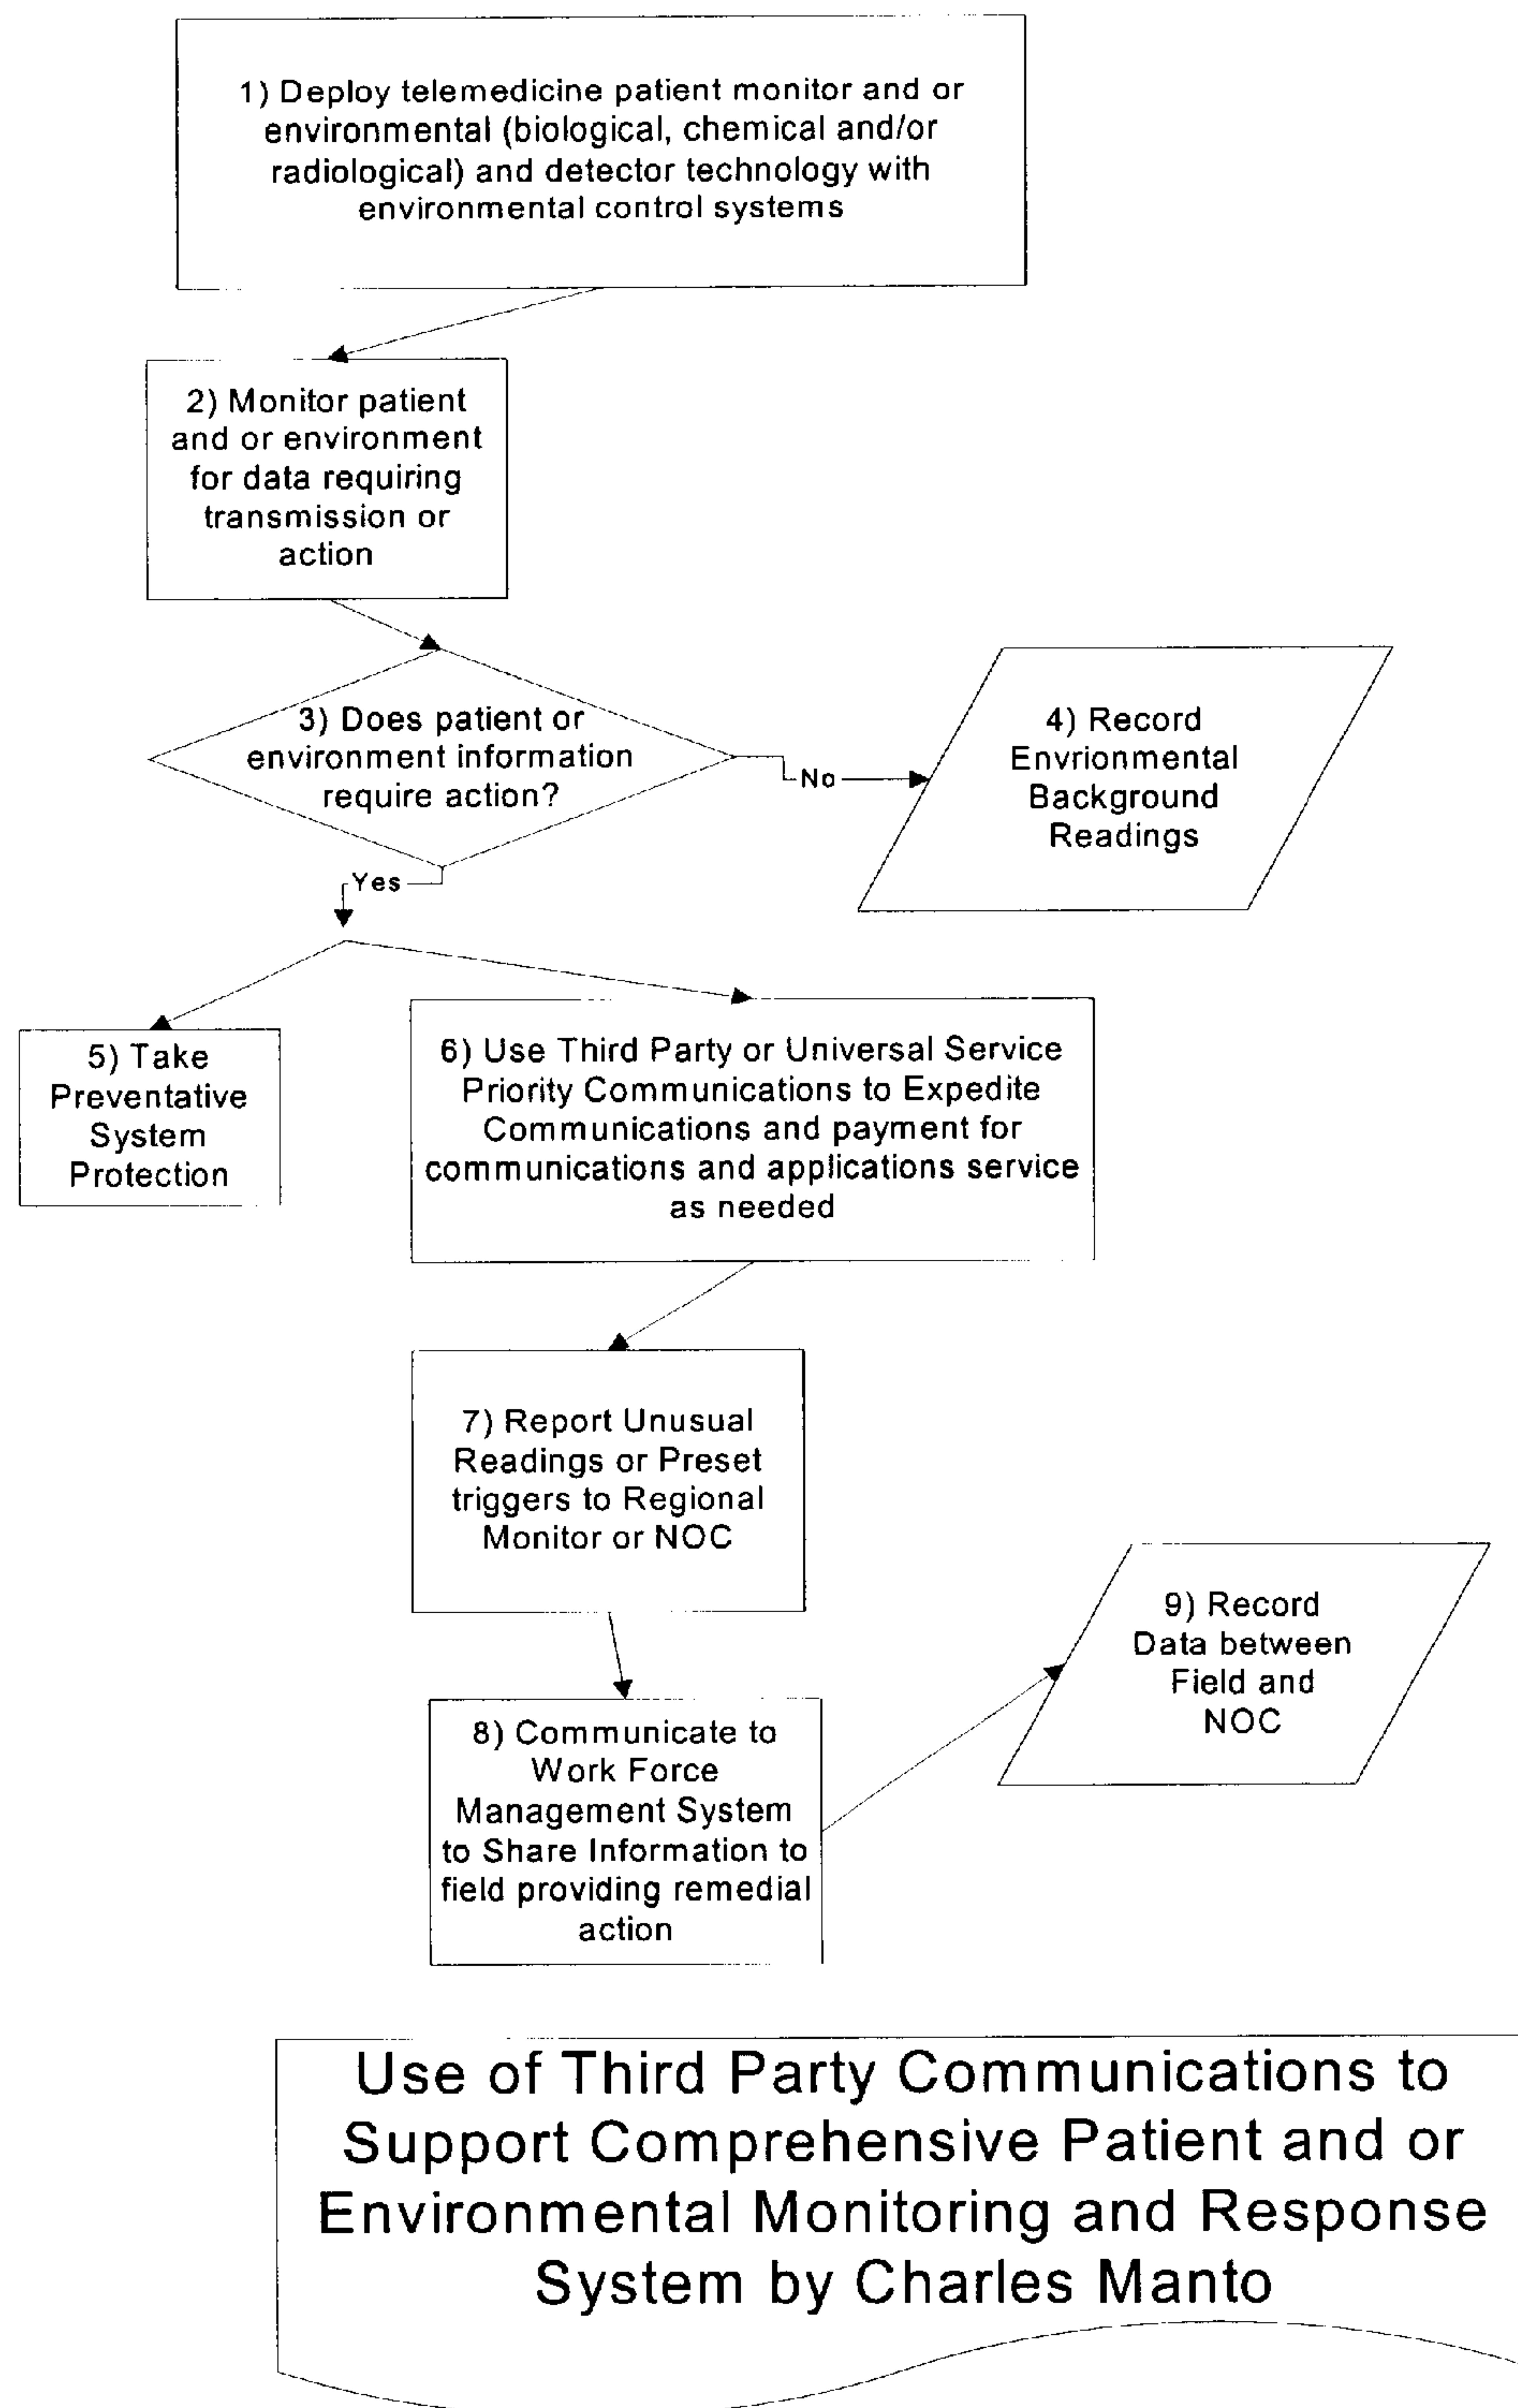 1) Deploy telemedicine patient monitor and or
environmental (biological, chemical and/or
radiological) and detector technology with
environmental control systems
2) Monitor patient
and or environment
for data requiring
transmission or
action
3) Does patient or
environment information
require action?
No
4) Record
Envrionmental
Background
Readings
Yes
5) Take
Preventative
System
Protection
6) Use Third Party or Universal Service
Priority Communications to Expedite
Communications and payment for
communications and applications service
as needed
7) Report Unusual
Readings or Preset
triggers to Regional
Monitor or NOC
8) Communicate to
Work Force
Management System
to Share Information to
field providing remedial
action
9) Record
Data between
Field and
NOC
Use of Third Party Communications to
Support Comprehensive Patient and or
Environmental Monitoring and Response
System by Charles Manto